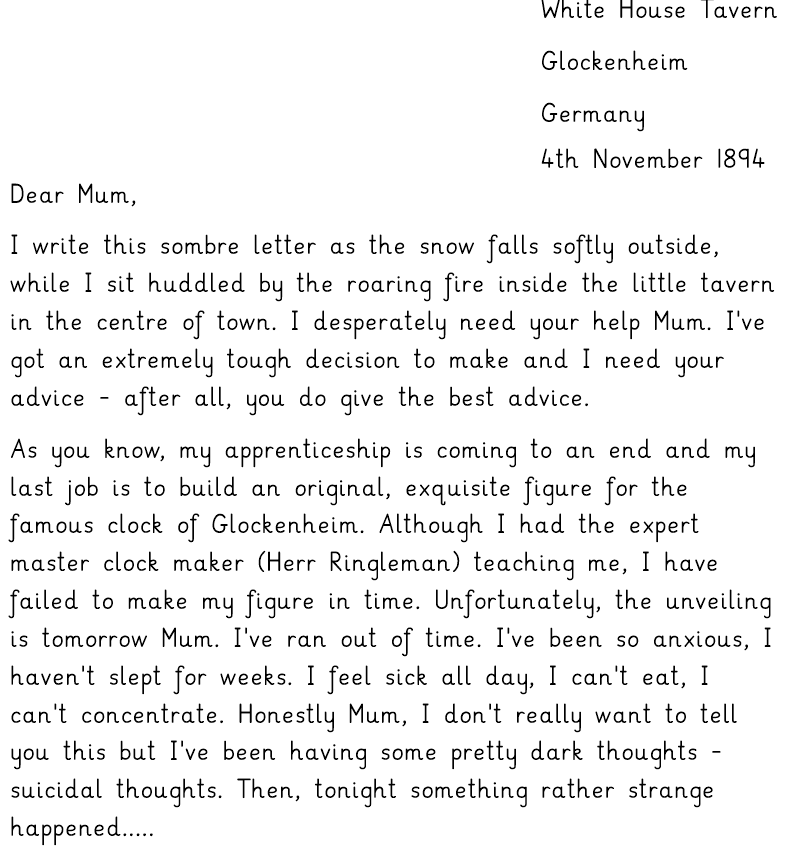 White House Tavern
Glockenheim
Germany
4th November 1894
Dear Mum,
I write this sombre letter as the snow falls softly outside,
while I sit huddled by the roaring fire inside the little tavern
in the centre of town. I desperately need your help Mum. I've
got an extremely tough decision to make and I need your
advice - after all, you do give the best advice.
As you know, my apprenticeship is coming to an end and my
last job is to build an original, exquisite figure for the
famous clock of Glockenheim. Although I had the expert
master clock maker (Herr Ringleman) teaching me, I have
failed to make my figure in time. Unfortunately, the unveiling
is tomorrow Mum. I've ran out of time. I've been so anxious, I
haven't slept for weeks. I feel sick all day, I can't eat, I
can't concentrate. Honestly Mum, I don't really want to tell
you this but I've been having some pretty dark thoughts -
suicidal thoughts. Then, tonight something rather strange
happened.....